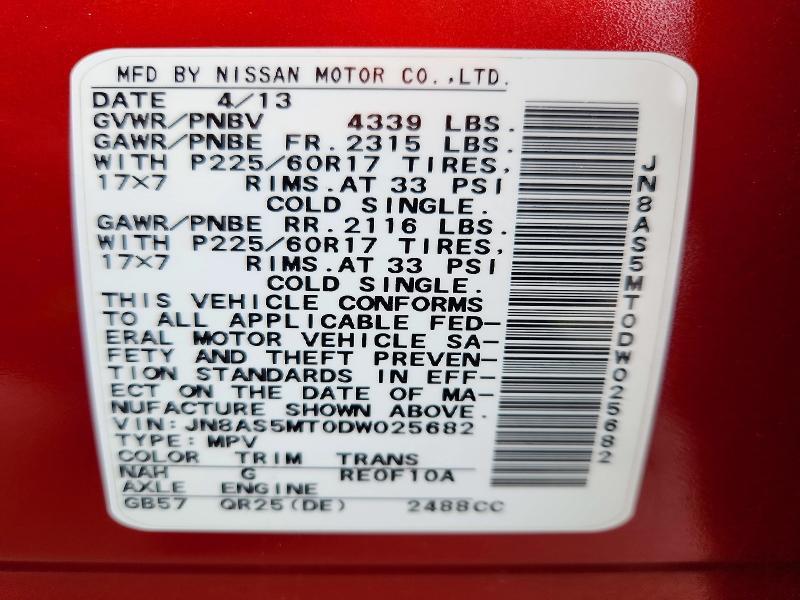 MFD BY NISSAN MOTOR CO.,LTD.
DATE 4/13
GVWR/PNBV 4339 LBS.
GAWR/PNBE FR. 2315 LBS.
WITH P225/60R17 TIRES,
17X7 RIMS. AT 33 PSI
COLD SINGLE.
GAWR/PNBE RR. 2116 LBS.
WITH P225/60R17 TIRES,
17X7 RIMS. AT 33 PSI
COLD SINGLE.
THIS VEHICLE CONFORMS
TO ALL APPLICABLE FED-
ERAL MOTOR VEHICLE SA-
FETY AND THEFT PREVEN-
TION STANDARDS IN EFF-
ECT ON THE DATE OF MA-
NUFACTURE SHOWN ABOVE.
VIN: JN8AS5MT0DW025682
TYPE: MPV
COLOR TRIM TRANS
NAH G RE0F10A
AXLE ENGINE
GB57 QR25(DE) 2488CC
JN8AS5MT0DW025682